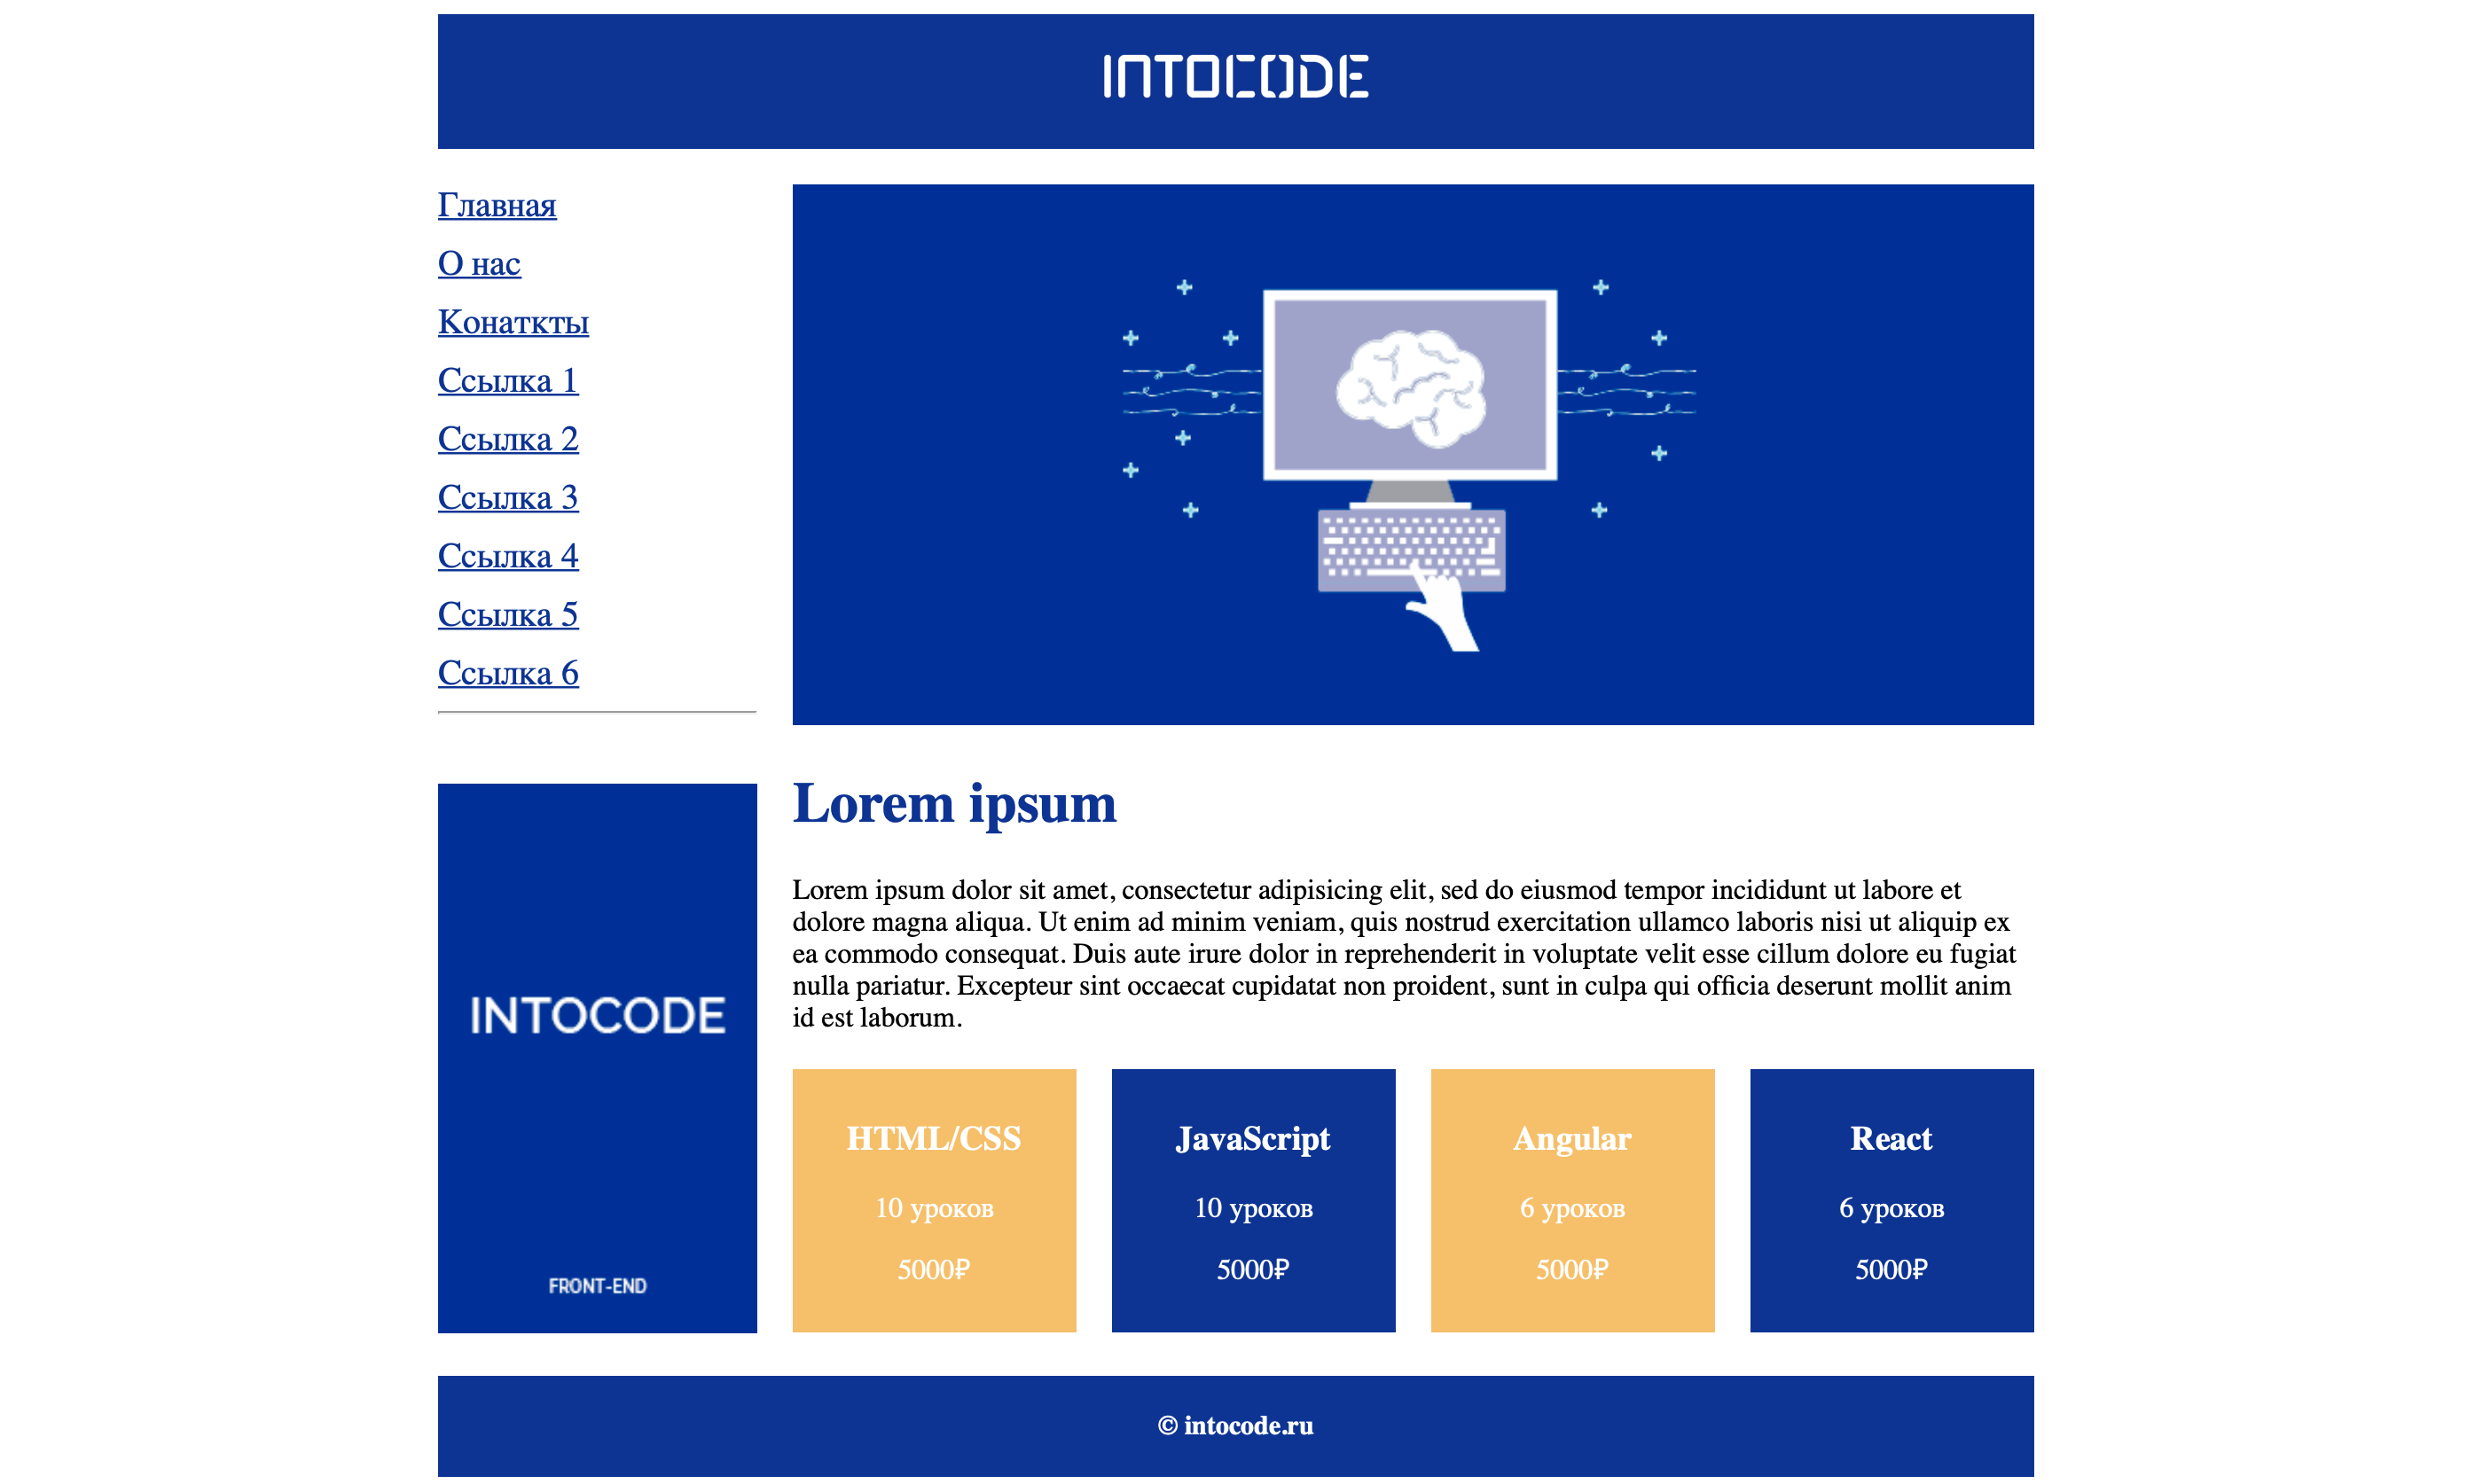 INTOCODE
Главная
О нас
Конаткты
Ссылка 1
Ссылка 2
Ссылка 3
Ссылка 4
Ссылка 5
Ссылка 6
INTOCODE
FRONT-END
Lorem ipsum
Lorem ipsum dolor sit amet, consectetur adipisicing elit, sed do eiusmod tempor incididunt ut labore et
dolore magna aliqua. Ut enim ad minim veniam, quis nostrud exercitation ullamco laboris nisi ut aliquip ex
ea commodo consequat. Duis aute irure dolor in reprehenderit in voluptate velit esse cillum dolore eu fugiat
nulla pariatur. Excepteur sint occaecat cupidatat non proident, sunt in culpa qui officia deserunt mollit anim
id est laborum.
HTML/CSS
10 уроков
5000₽
JavaScript
10 уроков
5000₽
Angular
6 уроков
5000₽
React
6 уроков
5000₽
© intocode.ru